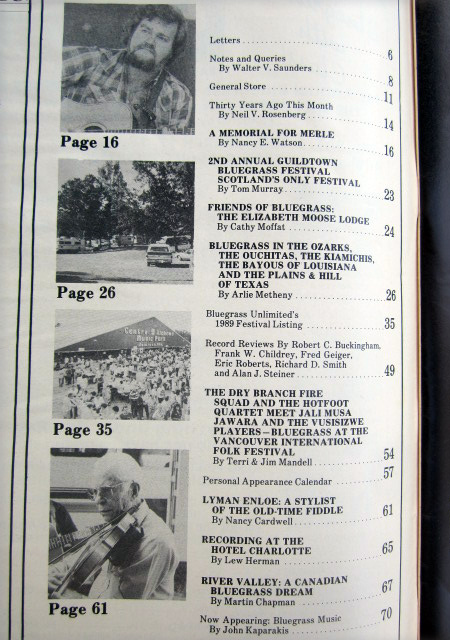 Letters 6
Notes and Queries
By Walter V. Saunders 8
General Store 11
Thirty Years Ago This Month
By Neil V. Rosenberg 14
A MEMORIAL FOR MERLE
By Nancy E. Watson 16
Page 16
2ND ANNUAL GUILDTOWN
BLUEGRASS FESTIVAL
SCOTLAND'S ONLY FESTIVAL
By Tom Murray 23
FRIENDS OF BLUEGRASS:
THE ELIZABETH MOOSE LODGE
By Cathy Moffat 24
BLUEGRASS IN THE OZARKS,
THE OUCHITAS, THE KIAMICHIS,
THE BAYOUS OF LOUISIANA
AND THE PLAINS & HILL
OF TEXAS
By Arlie Metheny 26
Page 26
Bluegrass Unlimited's
1989 Festival Listing 35
Record Reviews By Robert C. Buckingham,
Frank W. Childrey, Fred Geiger,
Eric Roberts, Richard D. Smith
and Alan J. Steiner 49
Music Park
Page 35
THE DRY BRANCH FIRE
SQUAD AND THE HOTFOOT
QUARTET MEET JALI MUSA
JAWARA AND THE VUSISIZWE
PLAYERS—BLUEGRASS AT THE
VANCOUVER INTERNATIONAL
FOLK FESTIVAL
By Terri & Jim Mandell 54
Personal Appearance Calendar 57
LYMAN ENLOE: A STYLIST
OF THE OLD-TIME FIDDLE
By Nancy Cardwell 61
RECORDING AT THE
HOTEL CHARLOTTE
By Lew Herman 65
RIVER VALLEY: A CANADIAN
BLUEGRASS DREAM
By Martin Chapman 67
Page 61
Now Appearing: Bluegrass Music
By John Kaparakis 70